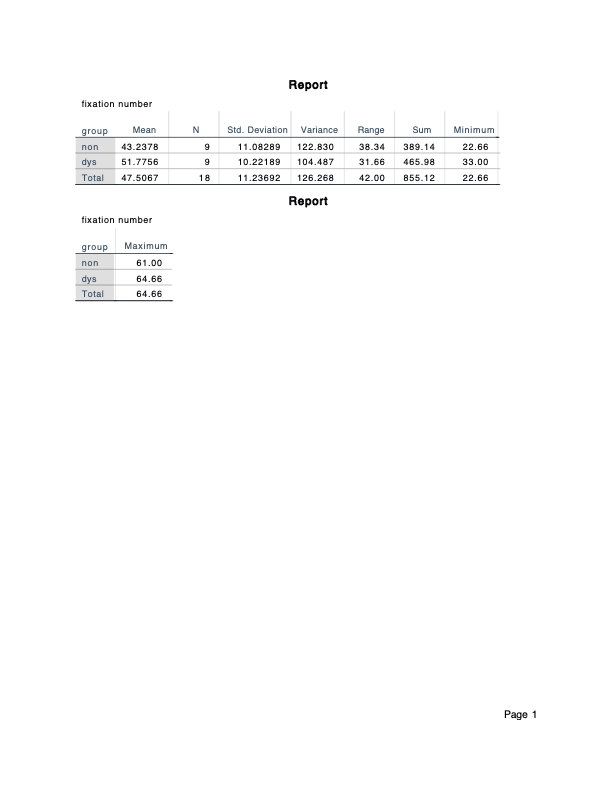 Report
fixation number
group Mean N Std. Deviation Variance Range Sum Minimum
non 43.2378 9 11.08289 122.830 38.34 389.14 22.66
dys 51.7756 9 10.22189 104.487 31.66 465.98 33.00
Total 47.5067 18 11.23692 126.268 42.00 855.12 22.66
Report
fixation number
group Maximum
non 61.00
dys 64.66
Total 64.66
Page 1